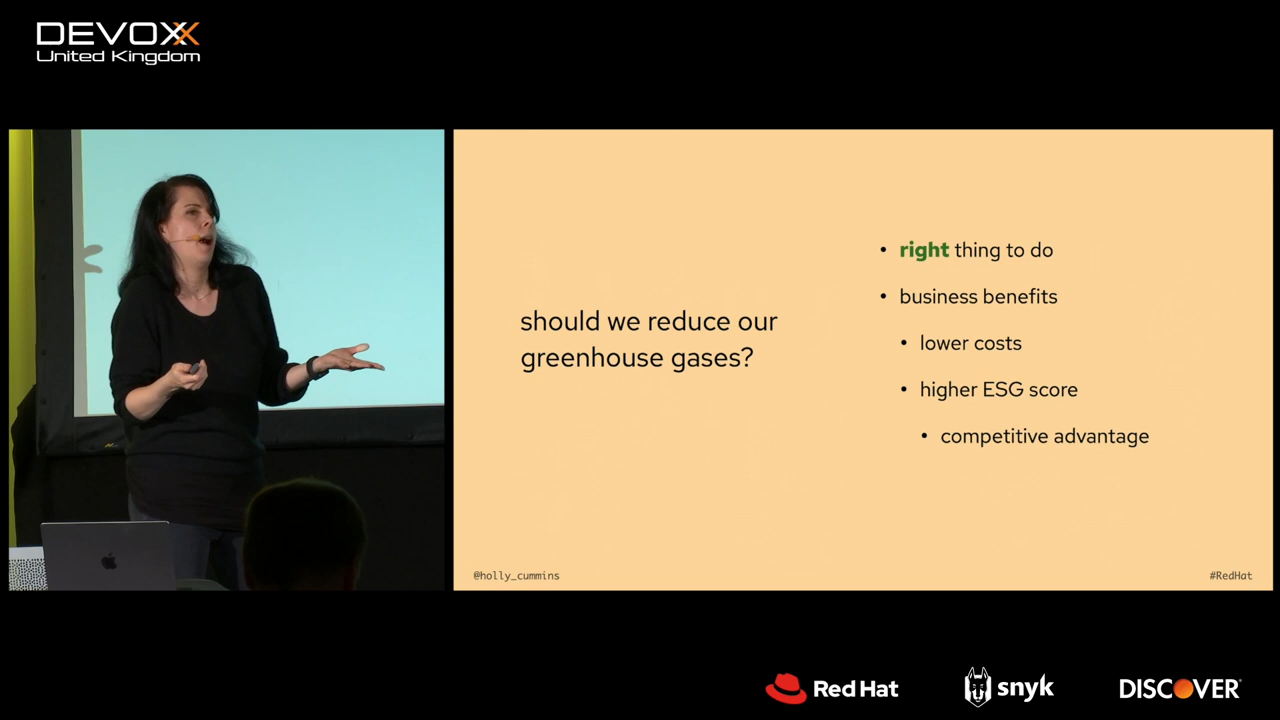 DEVOXX
United Kingdom
should we reduce our
greenhouse gases?
• right thing to do
• business benefits
• lower costs
• higher ESG score
• competitive advantage
@holly_cummins
#RedHat
Red Hat
snyk
DISCOVER